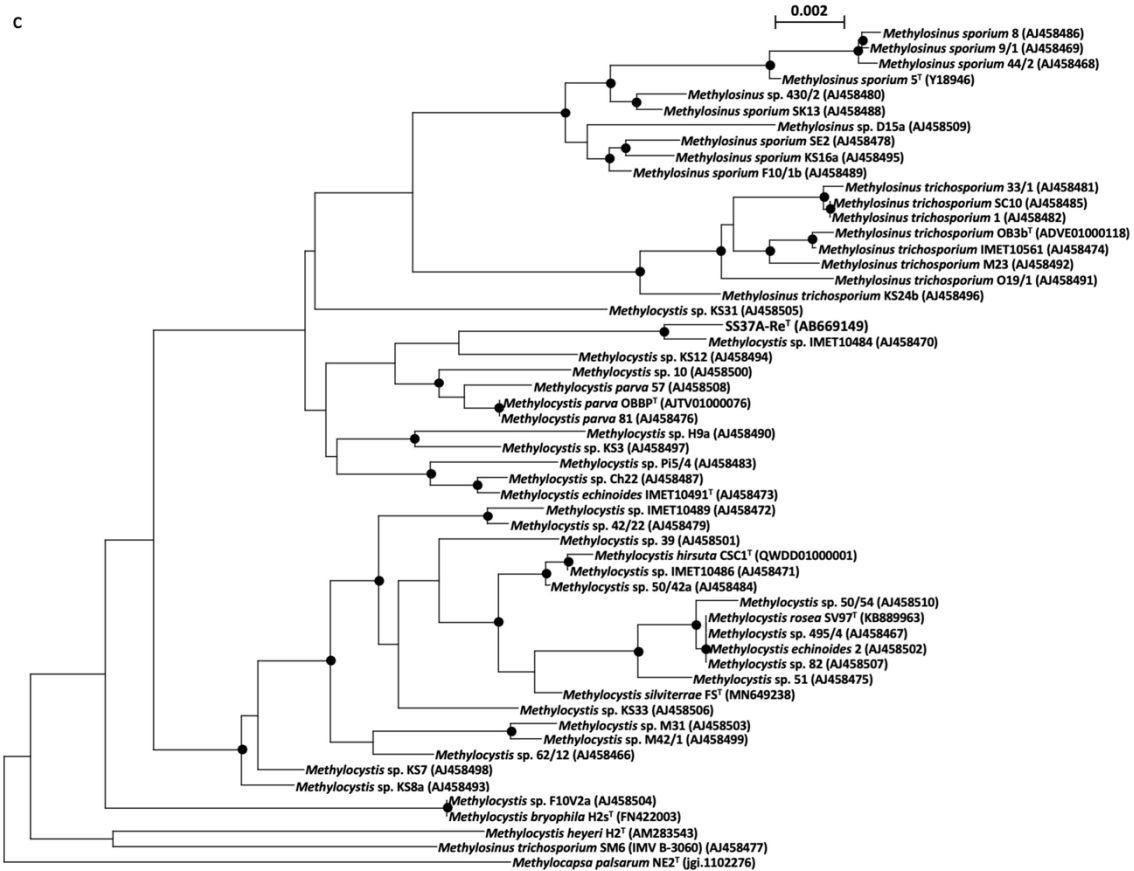 C
0.002
Methylosinus sporium 8 (AJ458486)
Methylosinus sporium 9/1 (AJ458469)
Methylosinus sporium 44/2 (AJ458468)
Methylosinus sporium 5ᵀ (Y18946)
Methylosinus sp. 430/2 (AJ458480)
Methylosinus sporium SK13 (AJ458488)
Methylosinus sp. D15a (AJ458509)
Methylosinus sporium SE2 (AJ458478)
Methylosinus sporium KS16a (AJ458495)
Methylosinus sporium F10/1b (AJ458489)
Methylosinus trichosporium 33/1 (AJ458481)
Methylosinus trichosporium SC10 (AJ458485)
Methylosinus trichosporium 1 (AJ458482)
Methylosinus trichosporium OB3bᵀ (ADVE01000118)
Methylosinus trichosporium IMET10561 (AJ458474)
Methylosinus trichosporium M23 (AJ458492)
Methylosinus trichosporium O19/1 (AJ458491)
Methylosinus trichosporium KS24b (AJ458496)
Methylocystis sp. KS31 (AJ458505)
SS37A-Reᵀ (AB669149)
Methylocystis sp. IMET10484 (AJ458470)
Methylocystis sp. KS12 (AJ458494)
Methylocystis sp. 10 (AJ458500)
Methylocystis parva 57 (AJ458508)
Methylocystis parva OBBPᵀ (AJTV01000076)
Methylocystis parva 81 (AJ458476)
Methylocystis sp. H9a (AJ458490)
Methylocystis sp. KS3 (AJ458497)
Methylocystis sp. Pi5/4 (AJ458483)
Methylocystis sp. Ch22 (AJ458487)
Methylocystis echinoides IMET10491ᵀ (AJ458473)
Methylocystis sp. IMET10489 (AJ458472)
Methylocystis sp. 42/22 (AJ458479)
Methylocystis sp. 39 (AJ458501)
Methylocystis hirsuta CSC1ᵀ (QWDD01000001)
Methylocystis sp. IMET10486 (AJ458471)
Methylocystis sp. 50/42a (AJ458484)
Methylocystis sp. 50/54 (AJ458510)
Methylocystis rosea SV97ᵀ (KB889963)
Methylocystis sp. 495/4 (AJ458467)
Methylocystis echinoides 2 (AJ458502)
Methylocystis sp. 82 (AJ458507)
Methylocystis sp. 51 (AJ458475)
Methylocystis silviterrae FSᵀ (MN649238)
Methylocystis sp. KS33 (AJ458506)
Methylocystis sp. M31 (AJ458503)
Methylocystis sp. M42/1 (AJ458499)
Methylocystis sp. 62/12 (AJ458466)
Methylocystis sp. KS7 (AJ458498)
Methylocystis sp. KS8a (AJ458493)
Methylocystis sp. F10V2a (AJ458504)
Methylocystis bryophila H2sᵀ (FN422003)
Methylocystis heyeri H2ᵀ (AM283543)
Methylosinus trichosporium SM6 (IMV B-3060) (AJ458477)
Methylocapsa palsarum NE2ᵀ (jgi.1102276)